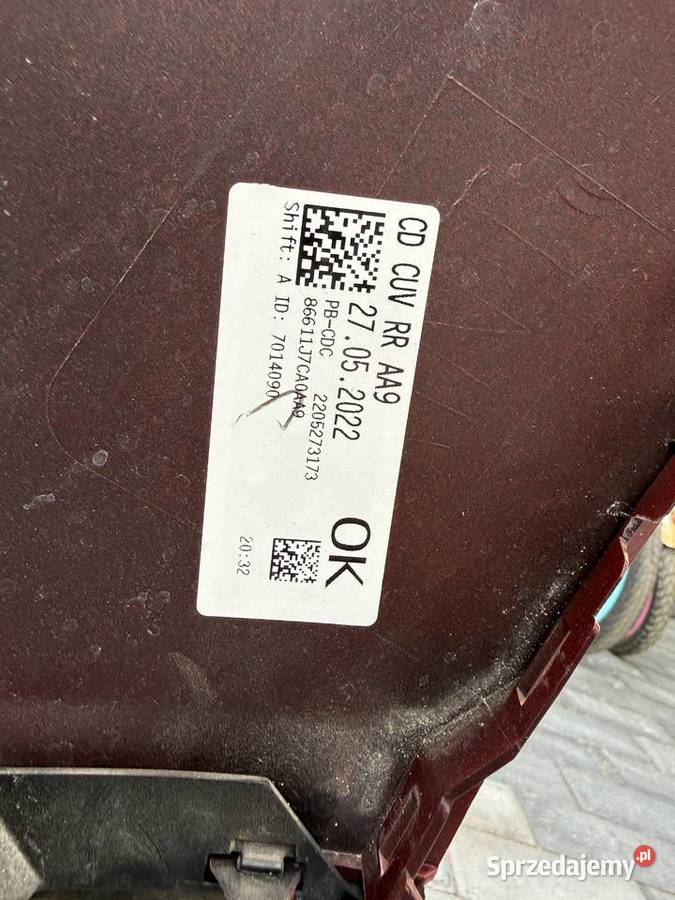 CD CUV RR AA9
27.05.2022
PB-CDC 2205273173
86611J7CA0AA9
Shift: A ID: 7014090
OK
20:32
Sprzedajemy.pl